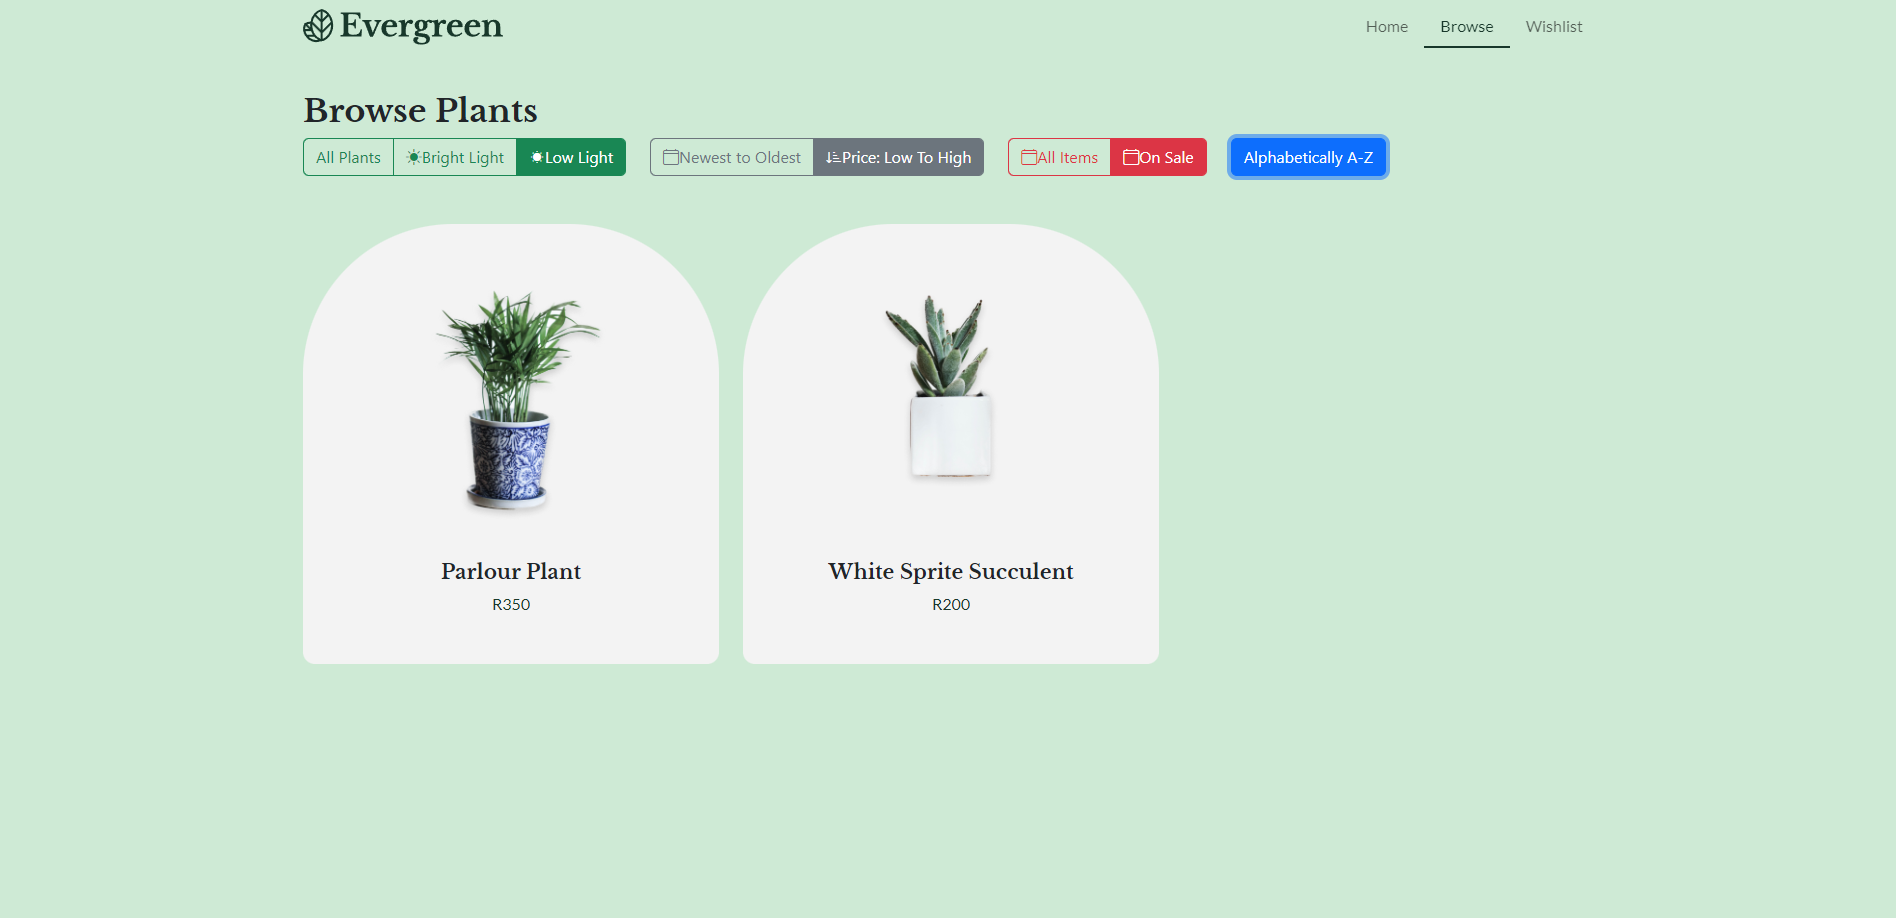 Evergreen
Home Browse Wishlist
Browse Plants
All Plants Bright Light Low Light Newest to Oldest Price: Low To High All Items On Sale Alphabetically A-Z
Parlour Plant
R350
White Sprite Succulent
R200